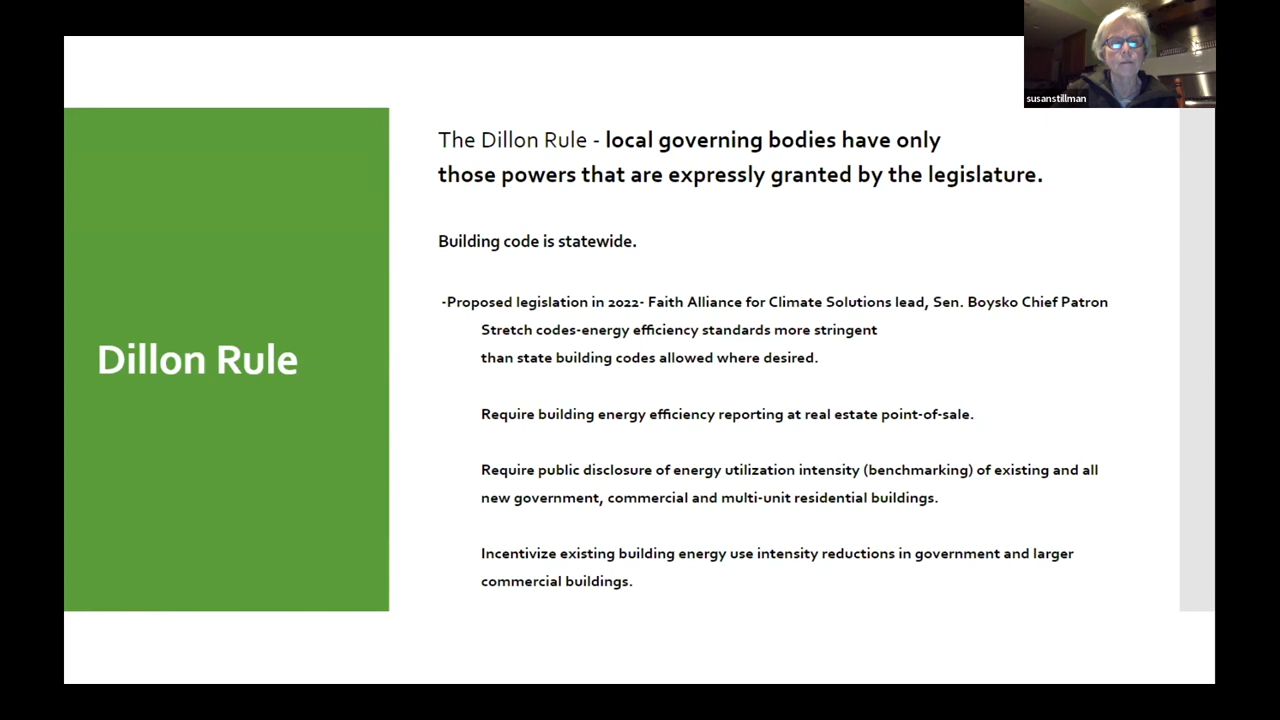 susanstillman
The Dillon Rule - local governing bodies have only
those powers that are expressly granted by the legislature.
Building code is statewide.
-Proposed legislation in 2022- Faith Alliance for Climate Solutions lead, Sen. Boysko Chief Patron
Stretch codes-energy efficiency standards more stringent
than state building codes allowed where desired.
Dillon Rule
Require building energy efficiency reporting at real estate point-of-sale.
Require public disclosure of energy utilization intensity (benchmarking) of existing and all
new government, commercial and multi-unit residential buildings.
Incentivize existing building energy use intensity reductions in government and larger
commercial buildings.